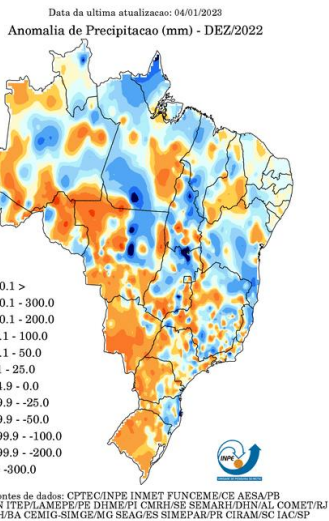 Data da ultima atualizacao: 04/01/2023
Anomalia de Precipitacao (mm) - DEZ/2022
0.1 >
0.1 - 300.0
0.1 - 200.0
.1 - 100.0
.1 - 50.0
1 - 25.0
4.9 - 0.0
9.9 - -25.0
9.9 - -50.0
99.9 - -100.0
99.9 - -200.0
- 300.0
INPE
ontes de dados: CPTEC/INPE INMET FUNCEME/CE AESA/PB
N ITEP/LAMEPE/PE DHME/PI CMRH/SE SEMARH/DHN/AL COMET/RJ
H/BA CEMIG-SIMGE/MG SEAG/ES SIMEPAR/PR CIRAM/SC IAC/SP